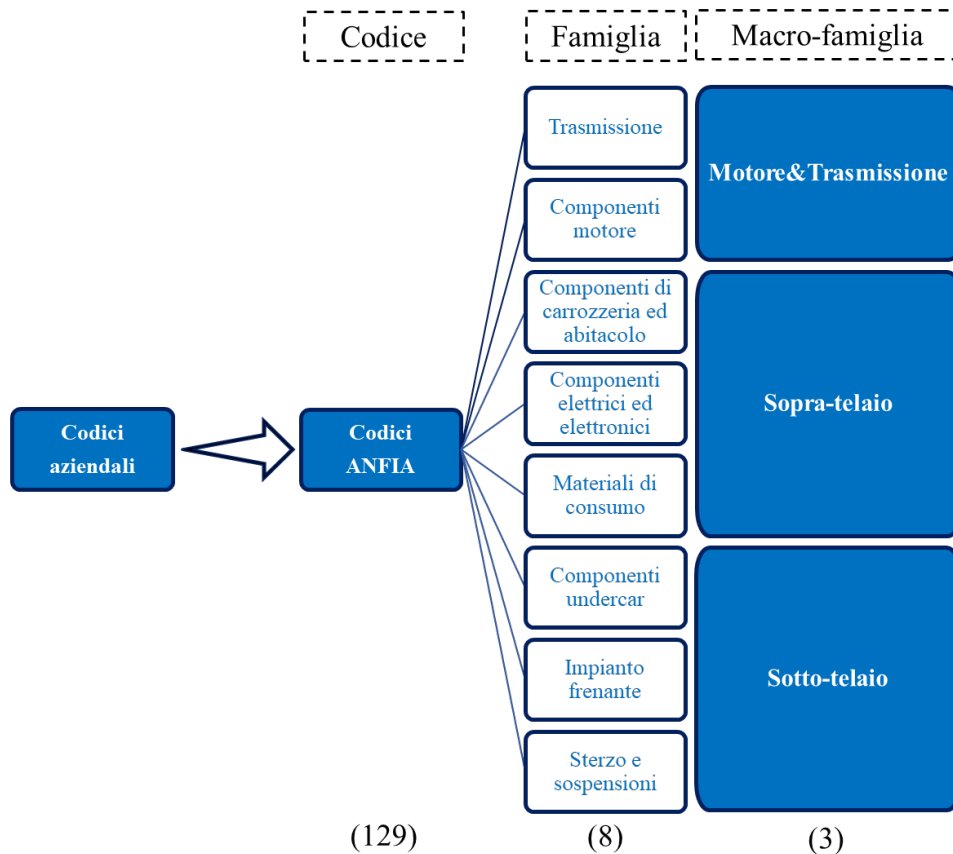 Codice
Famiglia
Macro-famiglia
Trasmissione
Componenti
motore
Motore&Trasmissione
Componenti di
carrozzeria ed
abitacolo
Componenti
elettrici ed
elettronici
Materiali di
consumo
Sopra-telaio
Codici
aziendali
Codici
ANFIA
Componenti
undercar
Impianto
frenante
Sterzo e
sospensioni
Sotto-telaio
(129)
(8)
(3)